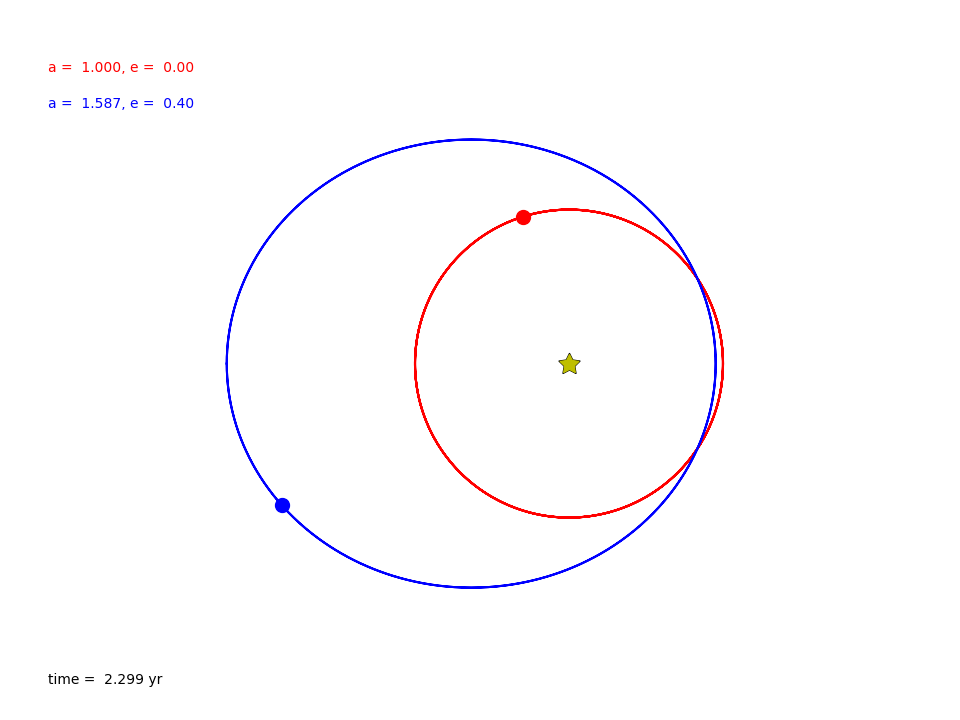 a =  1.000, e =  0.00
a =  1.587, e =  0.40
time =  2.299 yr